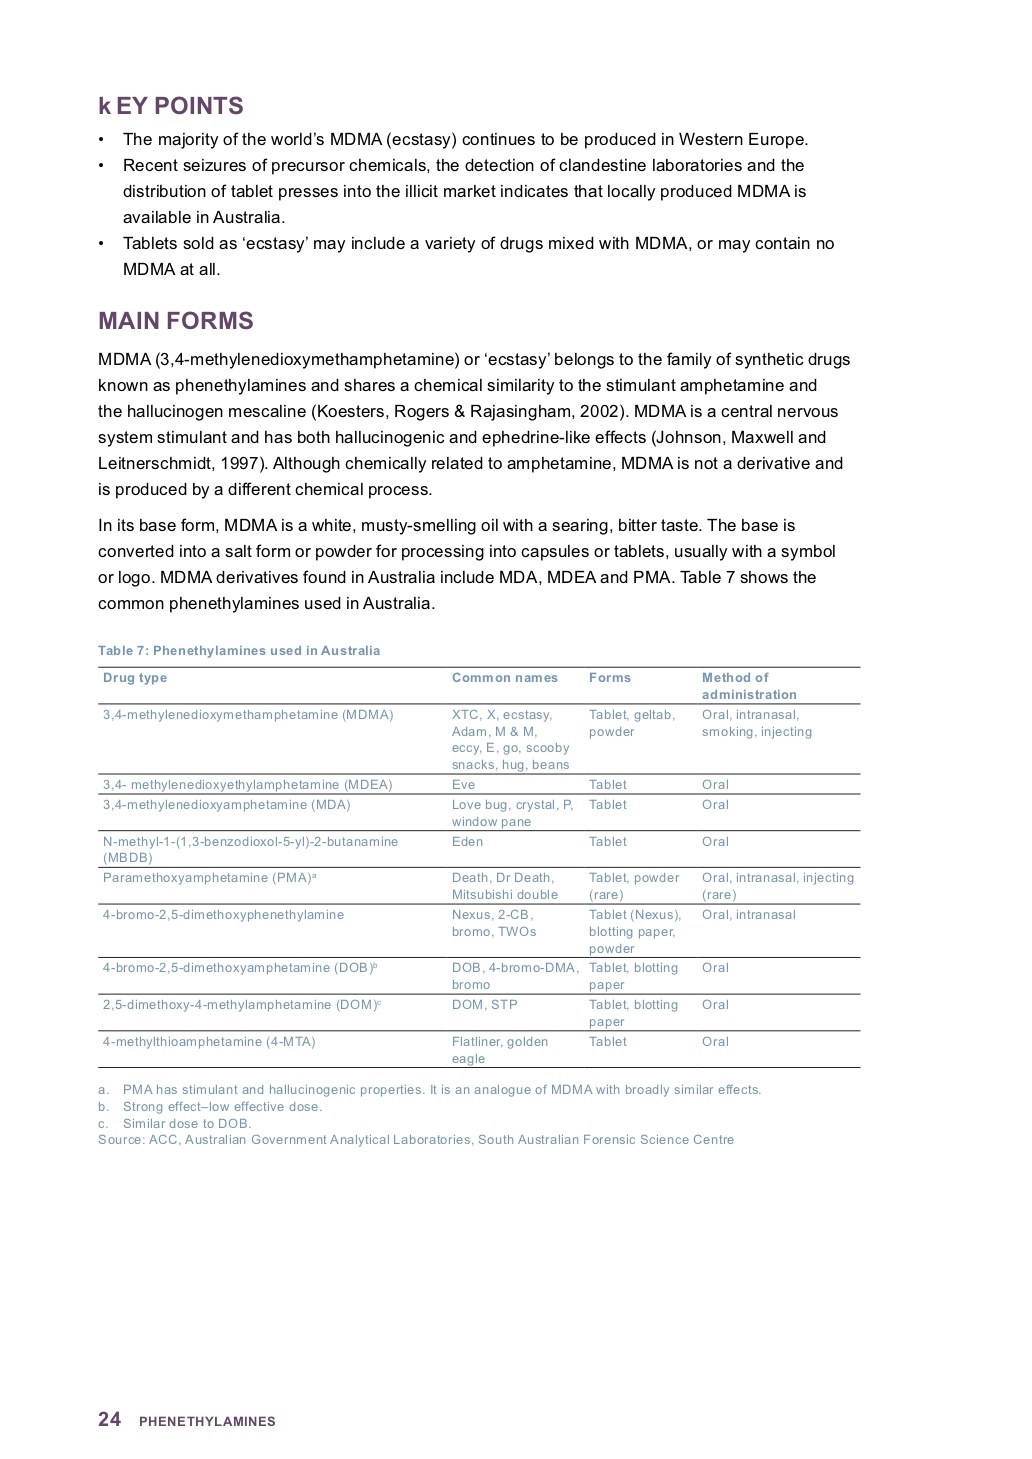 k EY POINTS
• The majority of the world’s MDMA (ecstasy) continues to be produced in Western Europe.
• Recent seizures of precursor chemicals, the detection of clandestine laboratories and the
distribution of tablet presses into the illicit market indicates that locally produced MDMA is
available in Australia.
• Tablets sold as ‘ecstasy’ may include a variety of drugs mixed with MDMA, or may contain no
MDMA at all.
MAIN FORMS
MDMA (3,4-methylenedioxymethamphetamine) or ‘ecstasy’ belongs to the family of synthetic drugs
known as phenethylamines and shares a chemical similarity to the stimulant amphetamine and
the hallucinogen mescaline (Koesters, Rogers & Rajasingham, 2002). MDMA is a central nervous
system stimulant and has both hallucinogenic and ephedrine-like effects (Johnson, Maxwell and
Leitnerschmidt, 1997). Although chemically related to amphetamine, MDMA is not a derivative and
is produced by a different chemical process.
In its base form, MDMA is a white, musty-smelling oil with a searing, bitter taste. The base is
converted into a salt form or powder for processing into capsules or tablets, usually with a symbol
or logo. MDMA derivatives found in Australia include MDA, MDEA and PMA. Table 7 shows the
common phenethylamines used in Australia.
Table 7: Phenethylamines used in Australia
Drug type Common names Forms Method of
administration
3,4-methylenedioxymethamphetamine (MDMA) XTC, X, ecstasy, Tablet, geltab, Oral, intranasal,
Adam, M & M, powder smoking, injecting
eccy, E, go, scooby
snacks, hug, beans
3,4- methylenedioxyethylamphetamine (MDEA) Eve Tablet Oral
3,4-methylenedioxyamphetamine (MDA) Love bug, crystal, P, Tablet Oral
window pane
N-methyl-1-(1,3-benzodioxol-5-yl)-2-butanamine Eden Tablet Oral
(MBDB)
Paramethoxyamphetamine (PMA)a Death, Dr Death, Tablet, powder Oral, intranasal, injecting
Mitsubishi double (rare) (rare)
4-bromo-2,5-dimethoxyphenethylamine Nexus, 2-CB, Tablet (Nexus), Oral, intranasal
bromo, TWOs blotting paper,
powder
4-bromo-2,5-dimethoxyamphetamine (DOB)b DOB, 4-bromo-DMA, Tablet, blotting Oral
bromo paper
2,5-dimethoxy-4-methylamphetamine (DOM)c DOM, STP Tablet, blotting Oral
paper
4-methylthioamphetamine (4-MTA) Flatliner, golden Tablet Oral
eagle
a. PMA has stimulant and hallucinogenic properties. It is an analogue of MDMA with broadly similar effects.
b. Strong effect–low effective dose.
c. Similar dose to DOB.
Source: ACC, Australian Government Analytical Laboratories, South Australian Forensic Science Centre
24 PHENETHYLAMINES